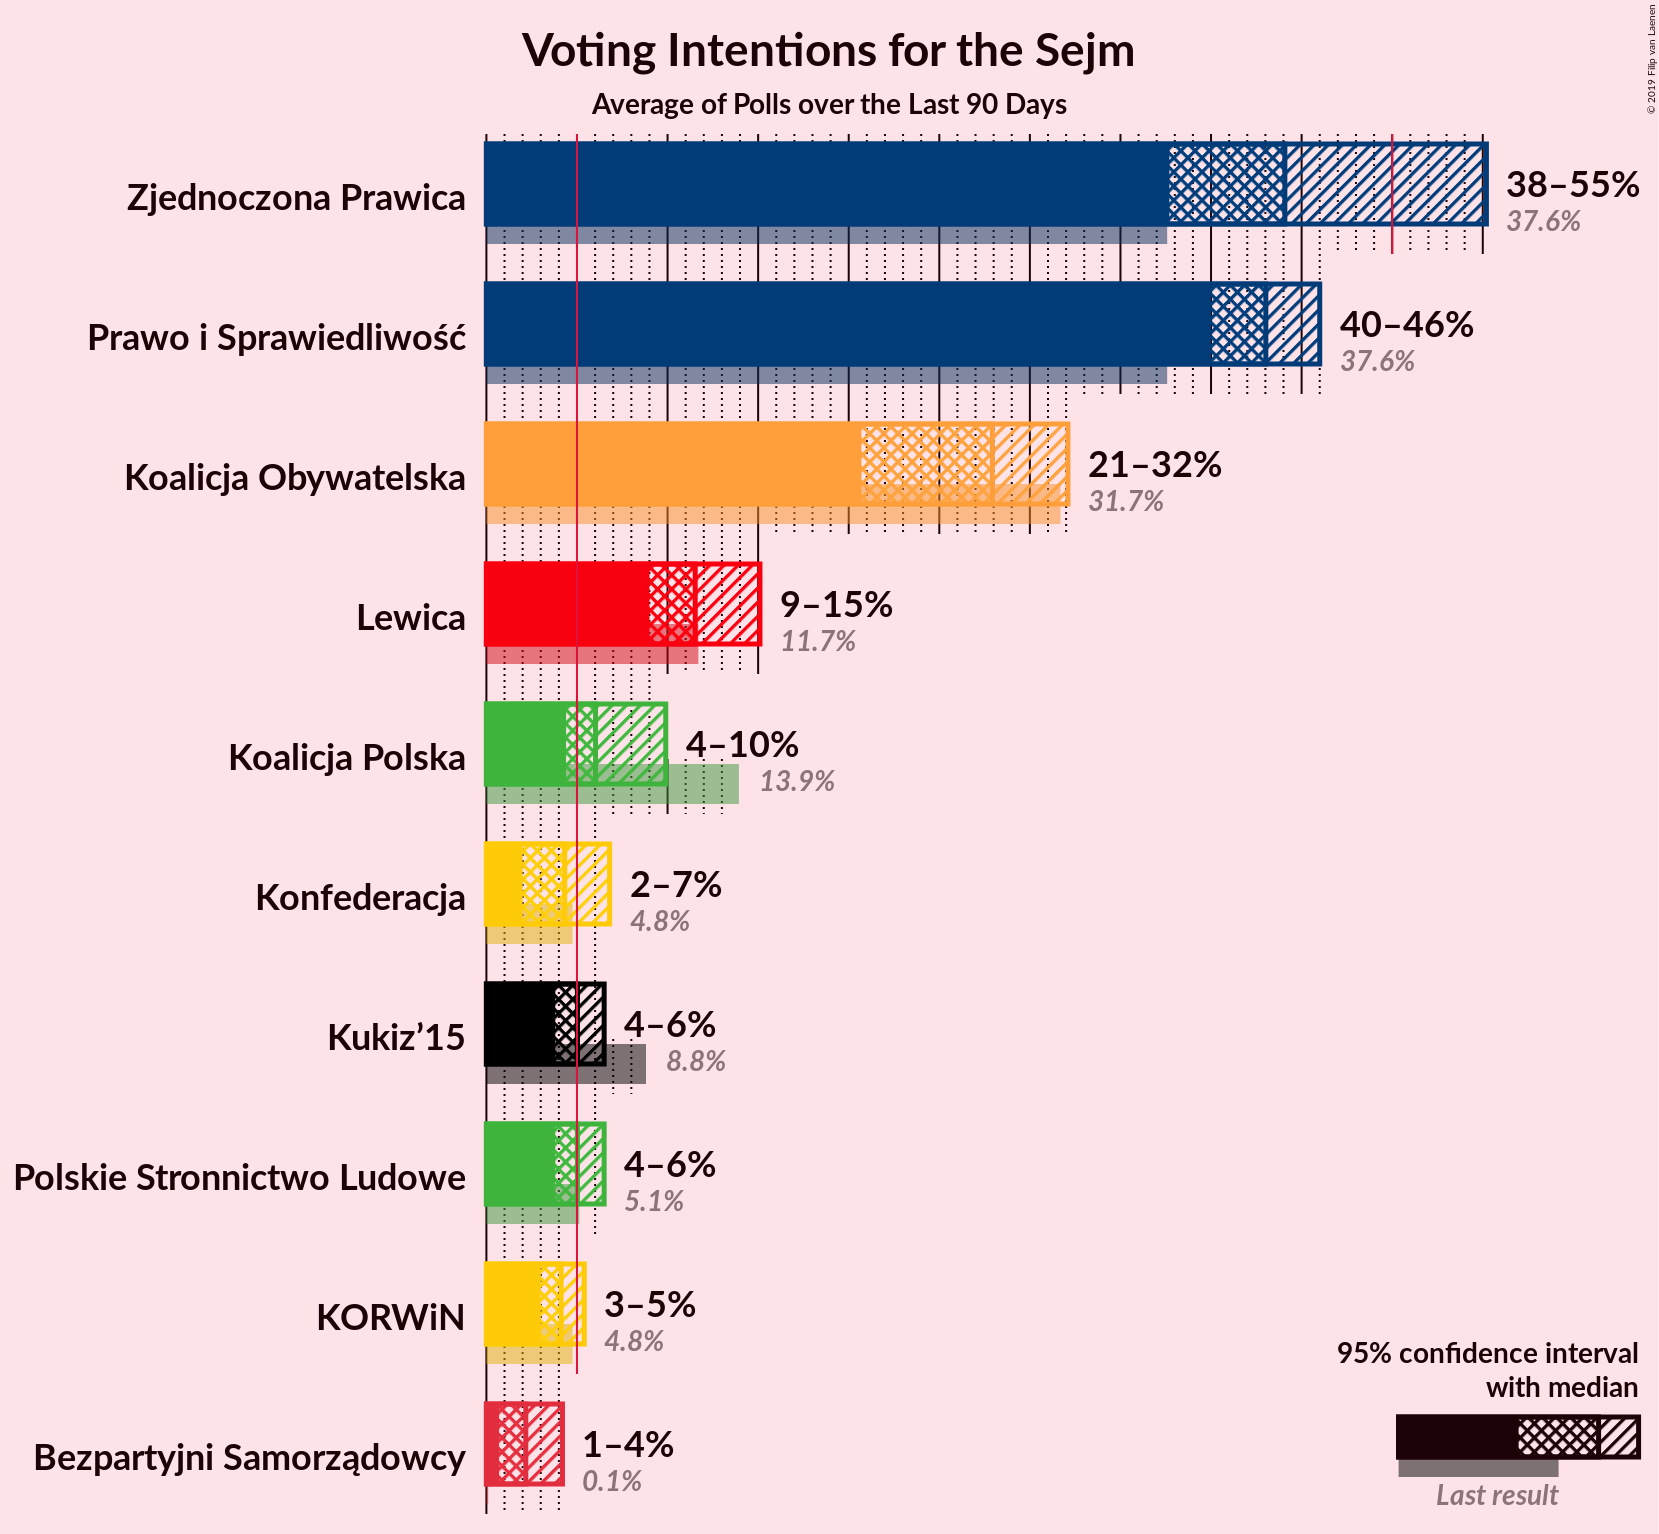 Voting Intentions for the Sejm
Average of Polls over the Last 90 Days
© 2019 Filip van Laenen
Zjednoczona Prawica
38–55%
37.6%
Prawo i Sprawiedliwość
40–46%
37.6%
Koalicja Obywatelska
21–32%
31.7%
Lewica
9–15%
11.7%
Koalicja Polska
4–10%
13.9%
Konfederacja
2–7%
4.8%
Kukiz’15
4–6%
8.8%
Polskie Stronnictwo Ludowe
4–6%
5.1%
KORWiN
3–5%
4.8%
Bezpartyjni Samorządowcy
1–4%
0.1%
95% confidence interval
with median
Last result